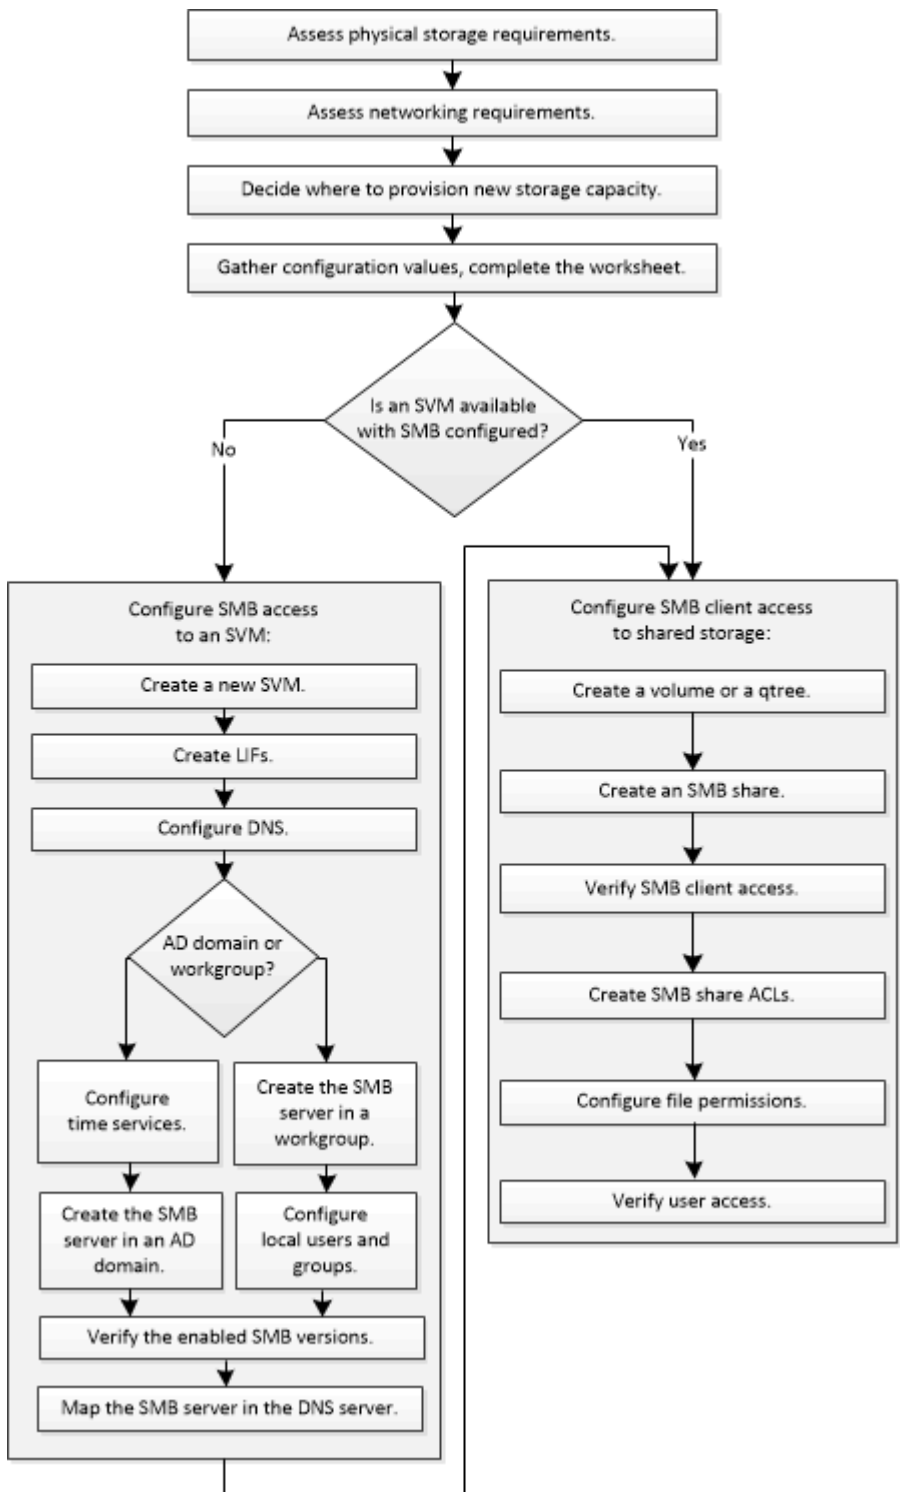 Assess physical storage requirements.
Assess networking requirements.
Decide where to provision new storage capacity.
Gather configuration values, complete the worksheet.
Is an SVM available
with SMB configured?
No
Yes
Configure SMB access
to an SVM:
Create a new SVM.
Create LIFs.
Configure DNS.
AD domain or
workgroup?
Configure
time services.
Create the SMB
server in a
workgroup.
Create the SMB
server in an AD
domain.
Configure
local users and
groups.
Verify the enabled SMB versions.
Map the SMB server in the DNS server.
Configure SMB client access
to shared storage:
Create a volume or a qtree.
Create an SMB share.
Verify SMB client access.
Create SMB share ACLs.
Configure file permissions.
Verify user access.